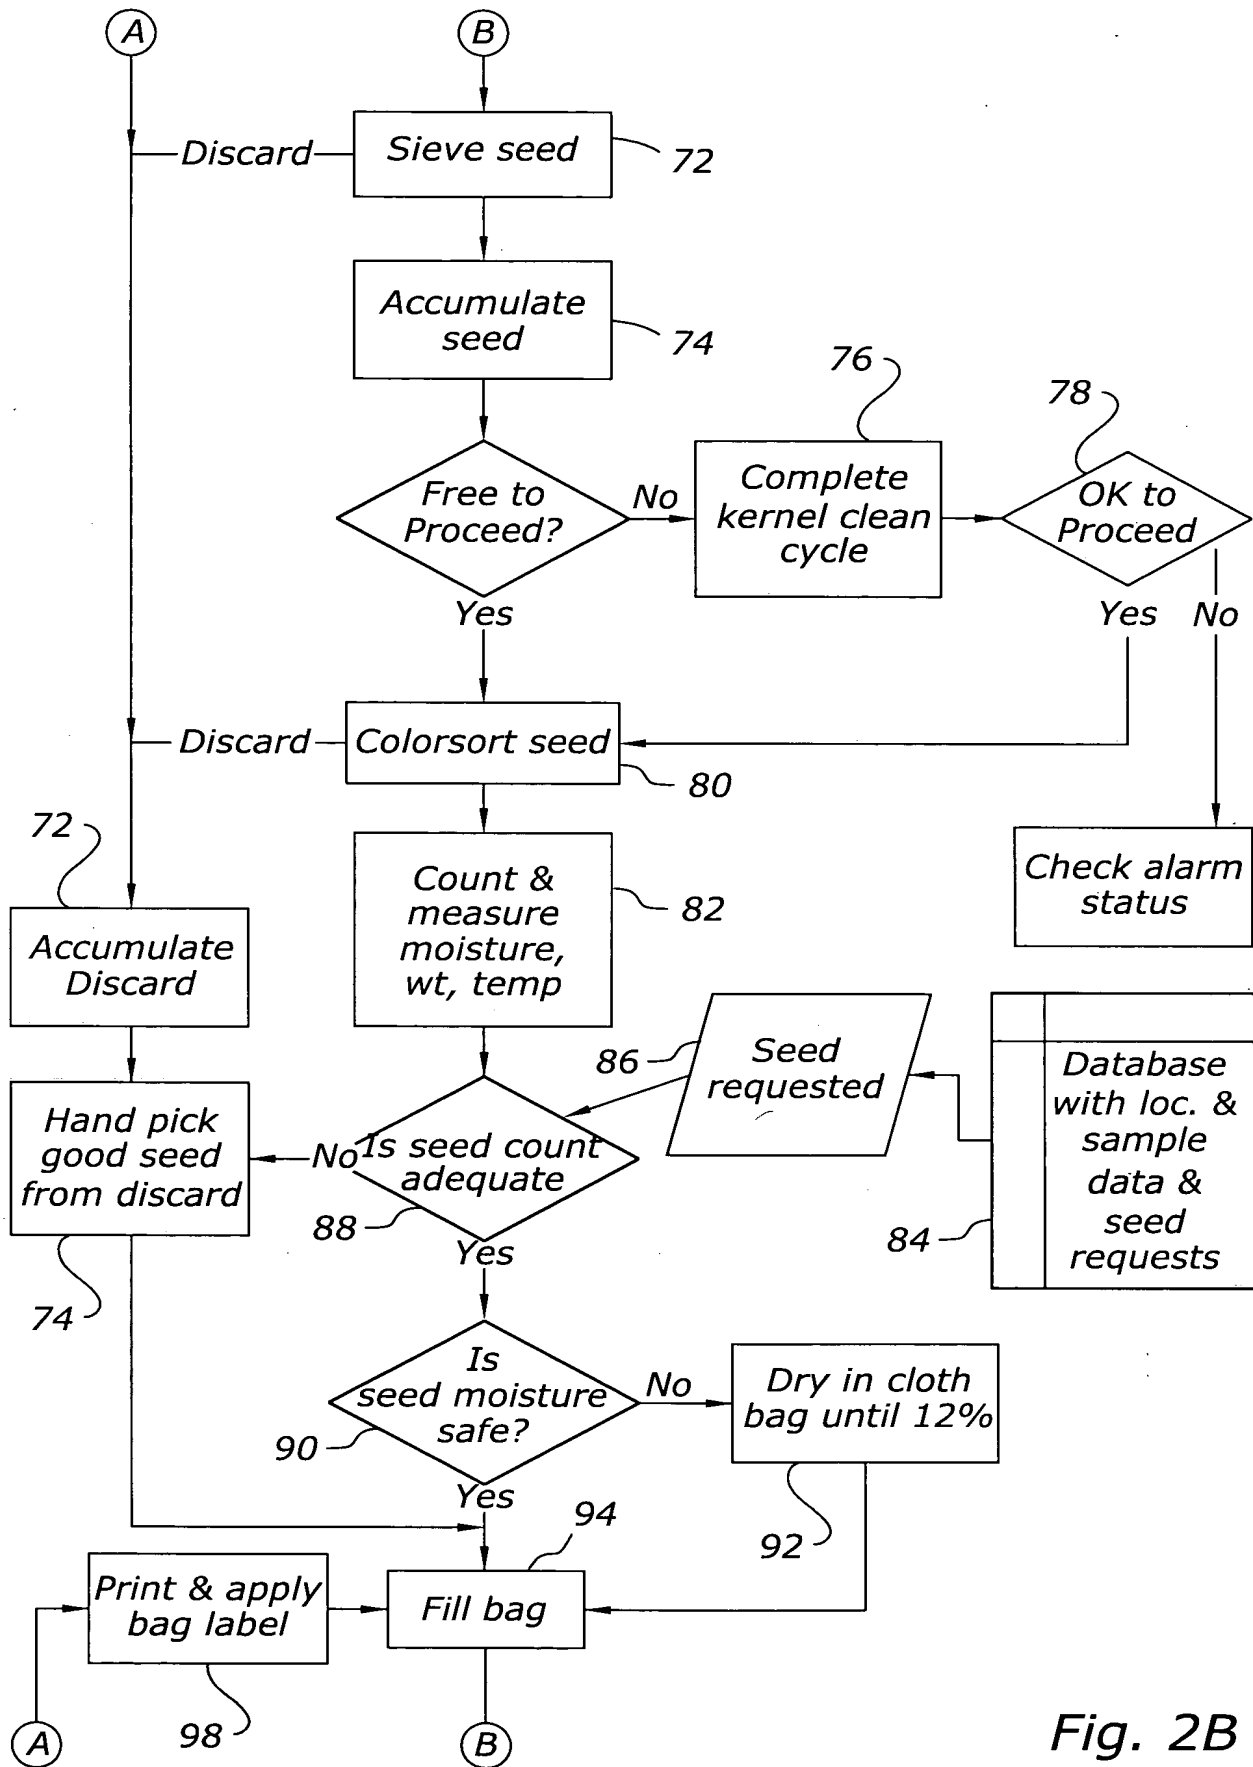 A
B
Discard
Sieve seed
72
Accumulate
seed
74
76
78
Free to
Proceed?
No
Complete
kernel clean
cycle
OK to
Proceed
Yes
Yes
No
Discard
Colorsort seed
80
72
Count &
measure
moisture,
wt, temp
82
Check alarm
status
Accumulate
Discard
86
Seed
requested
Database
with loc. &
sample
data &
seed
requests
84
Hand pick
good seed
from discard
No
Is seed count
adequate
88
Yes
74
Is
seed moisture
safe?
90
No
Dry in cloth
bag until 12%
92
Yes
94
Print & apply
bag label
98
Fill bag
A
B
Fig. 2B